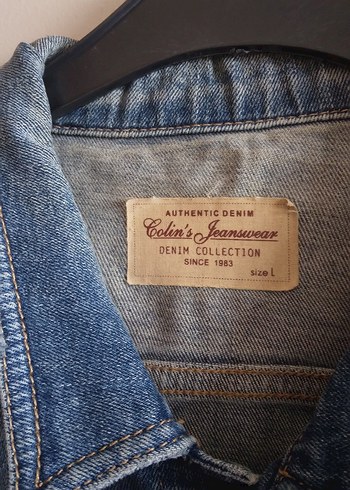 AUTHENTIC DENIM
Colin's Jeanswear
DENIM COLLECTION
SINCE 1983
size L